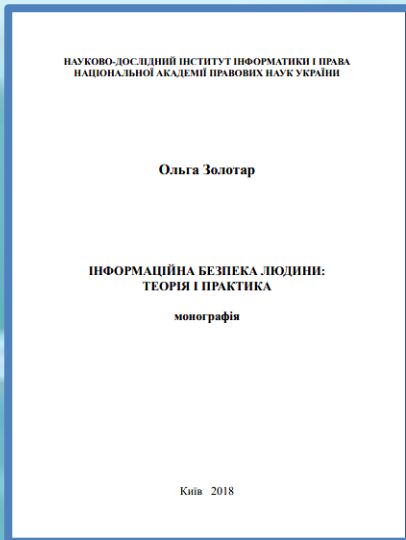 НАУКОВО-ДОСЛІДНИЙ ІНСТИТУТ ІНФОРМАТИКИ І ПРАВА
НАЦІОНАЛЬНОЇ АКАДЕМІЇ ПРАВОВИХ НАУК УКРАЇНИ
Ольга Золотар
ІНФОРМАЦІЙНА БЕЗПЕКА ЛЮДИНИ:
ТЕОРІЯ І ПРАКТИКА
монографія
Київ 2018